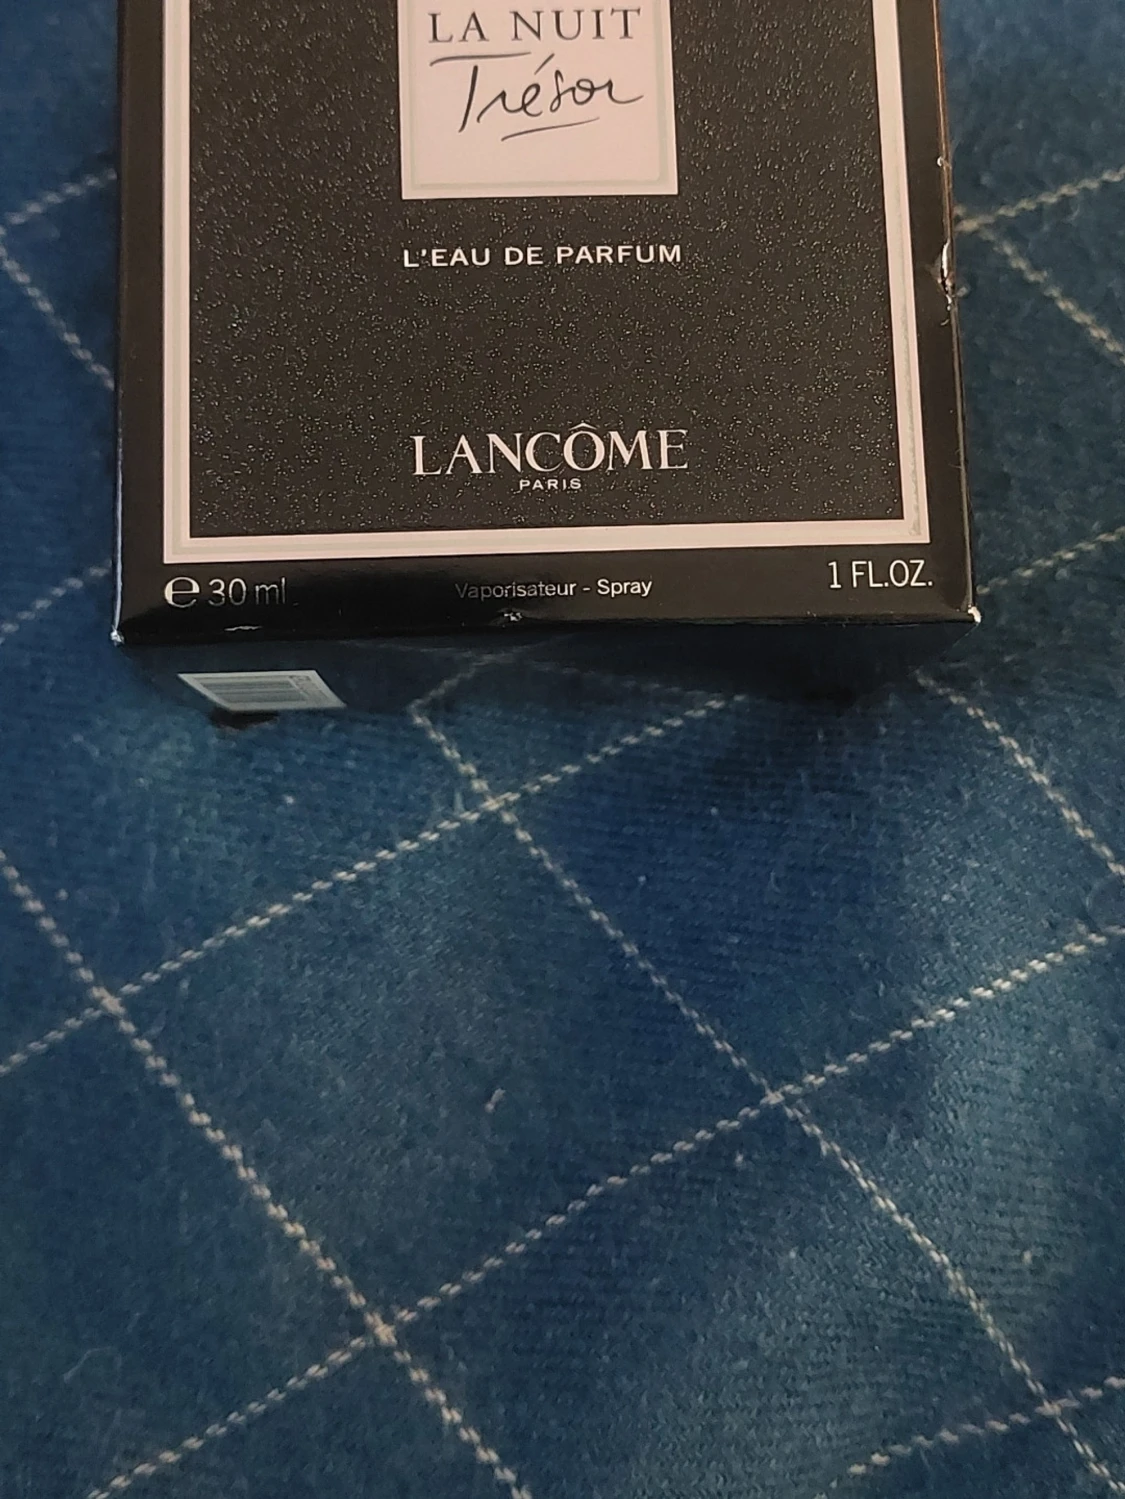 LA NUIT
Trésor
L'EAU DE PARFUM
LANCÔME
PARIS
e 30 ml
Vaporisateur - Spray
1 FL.OZ.